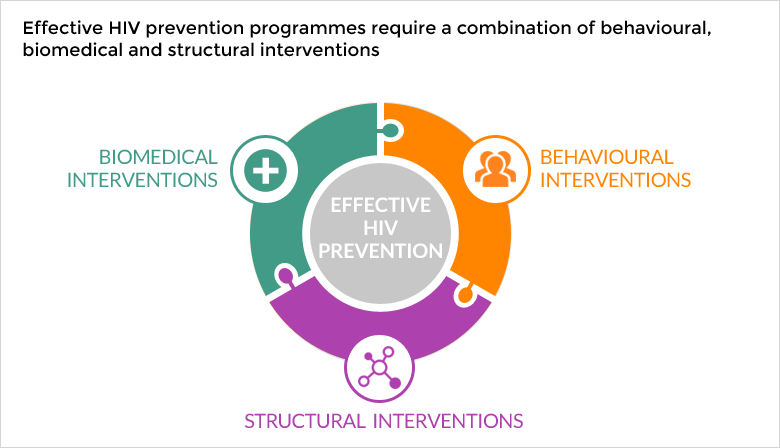 Effective HIV prevention programmes require a combination of behavioural,
biomedical and structural interventions
BIOMEDICAL
INTERVENTIONS
BEHAVIOURAL
INTERVENTIONS
EFFECTIVE
HIV
PREVENTION
STRUCTURAL INTERVENTIONS